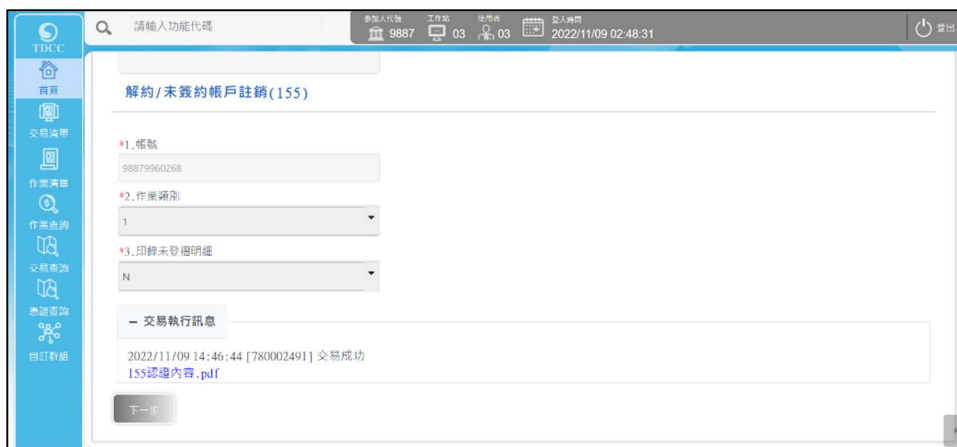 請輸入功能代碼
參加人代號 9887
工作站 03
使用者 03
登入時間 2022/11/09 02:48:31
登出
TDCC
首頁
交易清單
作業清單
作業查詢
交易查詢
憑證查詢
自訂群組
解約/未簽約帳戶註銷(155)
*1.帳號
98879960268
*2.作業類別
1
*3.印錄未登摺明細
N
– 交易執行訊息
2022/11/09 14:46:44 [780002491] 交易成功
155認證內容.pdf
下一步